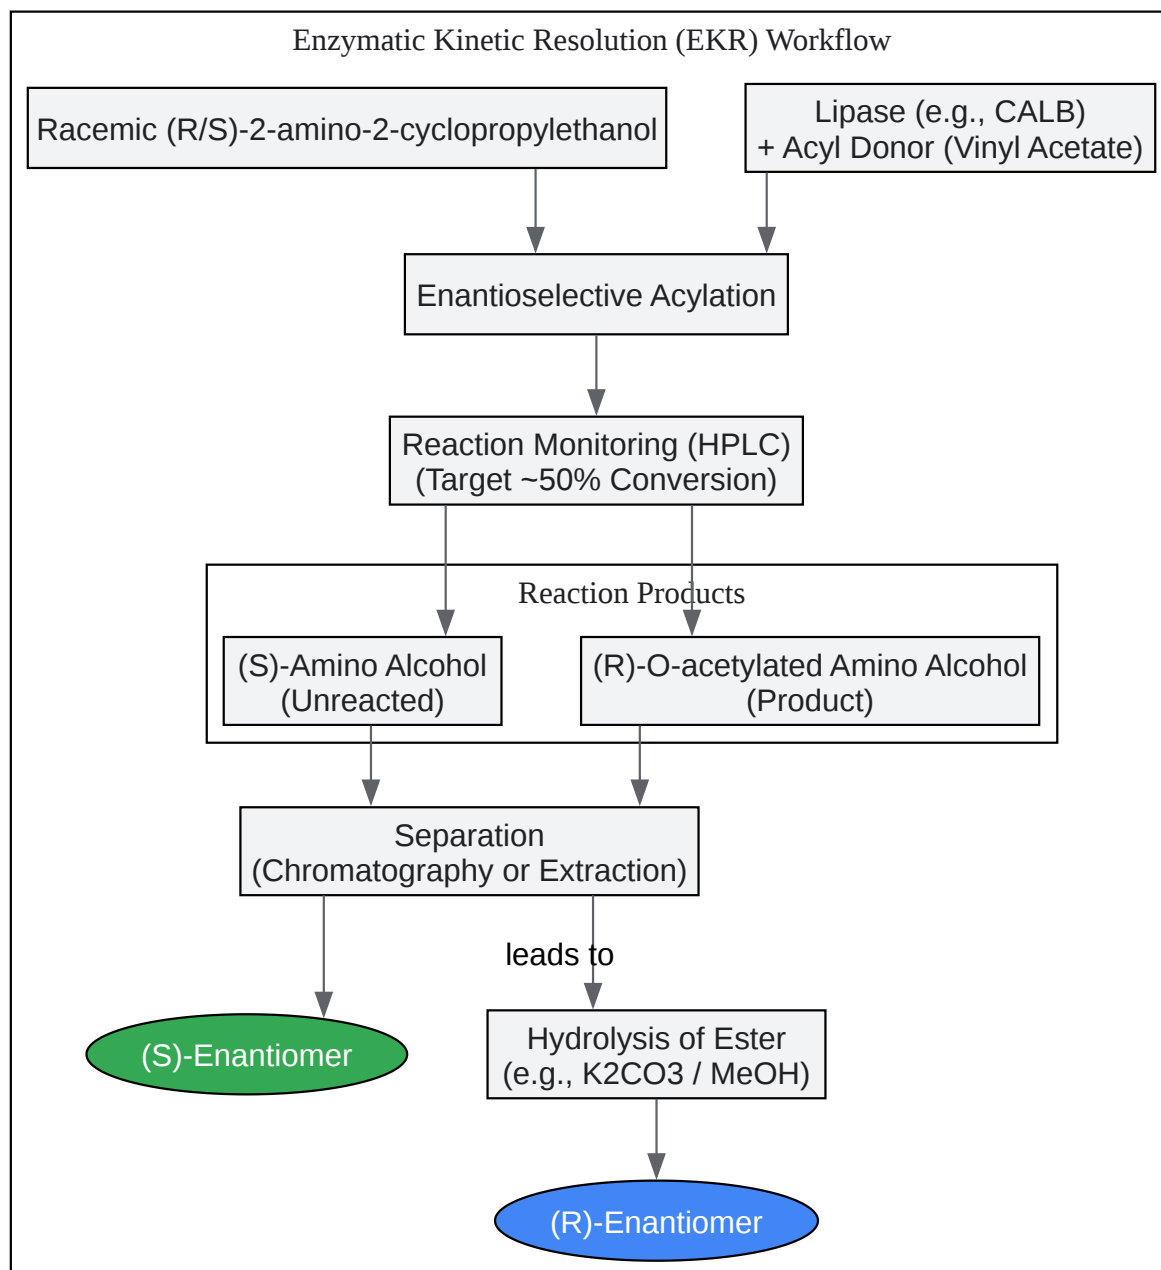 Enzymatic Kinetic Resolution (EKR) Workflow
Racemic (R/S)-2-amino-2-cyclopropylethanol
Lipase (e.g., CALB)
+ Acyl Donor (Vinyl Acetate)
Enantioselective Acylation
Reaction Monitoring (HPLC)
(Target ~50% Conversion)
Reaction Products
(S)-Amino Alcohol
(Unreacted)
(R)-O-acetylated Amino Alcohol
(Product)
Separation
(Chromatography or Extraction)
leads to
(S)-Enantiomer
Hydrolysis of Ester
(e.g., K2CO3 / MeOH)
(R)-Enantiomer